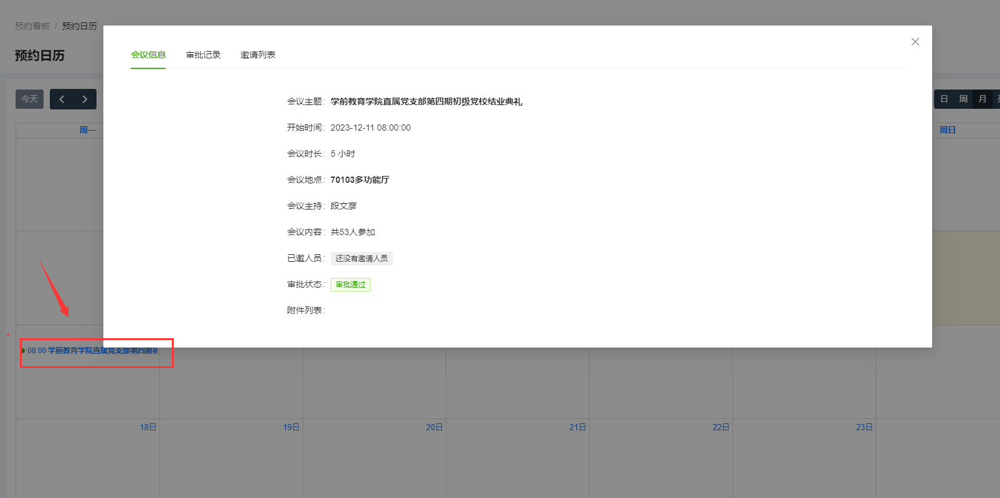 预约看板 / 预约日历
预约日历
今天
日 周 月
周一
周日
会议信息 审批记录 邀请列表
会议主题: 学前教育学院直属党支部第四期初级党校结业典礼
开始时间: 2023-12-11 08:00:00
会议时长: 5 小时
会议地点: 70103多功能厅
会议主持: 段文彦
会议内容: 共53人参加
已邀人员: 还没有邀请人员
审批状态: 审批通过
附件列表:
08:00 学前教育学院直属党支部第四期初
18日 19日 20日 21日 22日 23日